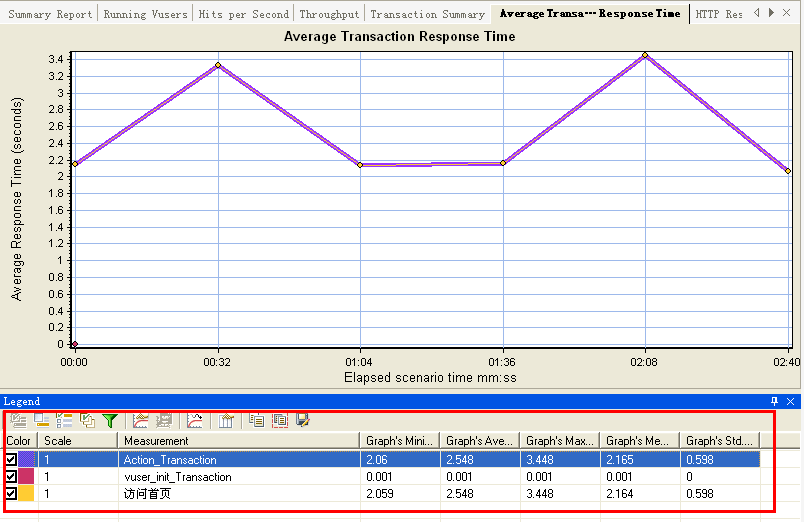 Summary Report Running Vusers Hits per Second Throughput Transaction Summary Average Transa… Response Time HTTP Res
Average Transaction Response Time
Average Response Time (seconds)
3.4
3.2
3
2.8
2.6
2.4
2.2
2
1.8
1.6
1.4
1.2
1
0.8
0.6
0.4
0.2
0
00:00 00:32 01:04 01:36 02:08 02:40
Elapsed scenario time mm:ss
Legend
Color Scale Measurement Graph's Mini... Graph's Ave... Graph's Max... Graph's Me... Graph's Std....
1 Action_Transaction 2.06 2.548 3.448 2.165 0.598
1 vuser_init_Transaction 0.001 0.001 0.001 0.001 0
1 访问首页 2.059 2.548 3.448 2.164 0.598